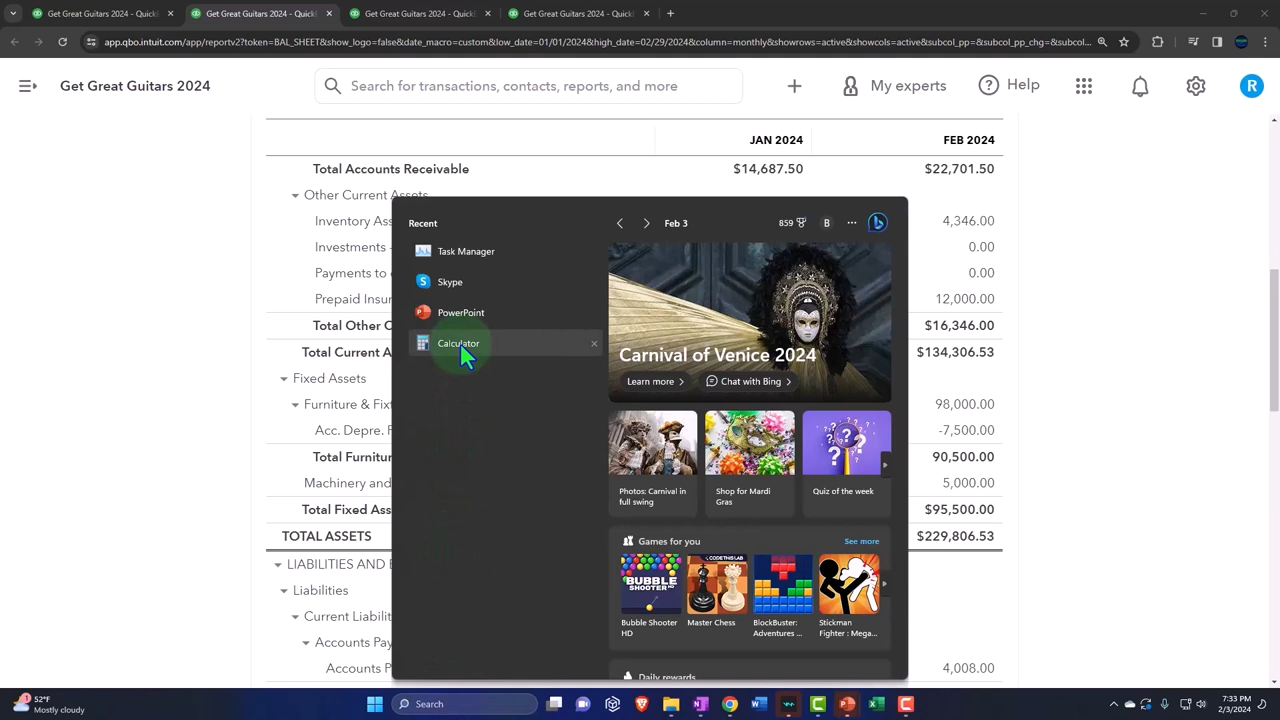 Get Great Guitars 2024
Get Great Guitars 2024
Get Great Guitars 2024
Get Great Guitars 2024
app.qbo.intuit.com/app/reportv2?token=BAL_SHEET&show_logo=false&date_macro=custom&low_date=01/01/2024&high_date=02/29/2024&column=monthly&showrows=active&showcols=active&subcol_pp_chg=&subcol...
Get Great Guitars 2024
Search for transactions, contacts, reports, and more
My experts
Help
R
JAN 2024 FEB 2024
Total Accounts Receivable $14,687.50 $22,701.50
Other Current Assets
Inventory Ass 4,346.00
Investments - 0.00
Payments to 0.00
Prepaid Insur 12,000.00
Total Other C $16,346.00
Total Current A $134,306.53
Fixed Assets
Furniture & Fix 98,000.00
Acc. Depre. F -7,500.00
Total Furnitur 90,500.00
Machinery and 5,000.00
Total Fixed Ass $95,500.00
TOTAL ASSETS $229,806.53
LIABILITIES AND E
Liabilities
Current Liabilit
Accounts Pay
Accounts P 4,008.00
Recent
Task Manager
Skype
PowerPoint
Calculator
Feb 3
859
B
Carnival of Venice 2024
Learn more
Chat with Bing
Photos: Carnival in
full swing
Shop for Mardi
Gras
Quiz of the week
Games for you
See more
BUBBLE
SHOOTER HD
CODETHISLAB
Bubble Shooter
HD
Master Chess
BlockBuster:
Adventures ...
Stickman
Fighter : Mega...
Daily rewards
52°F
Mostly cloudy
Search
7:33 PM
2/3/2024